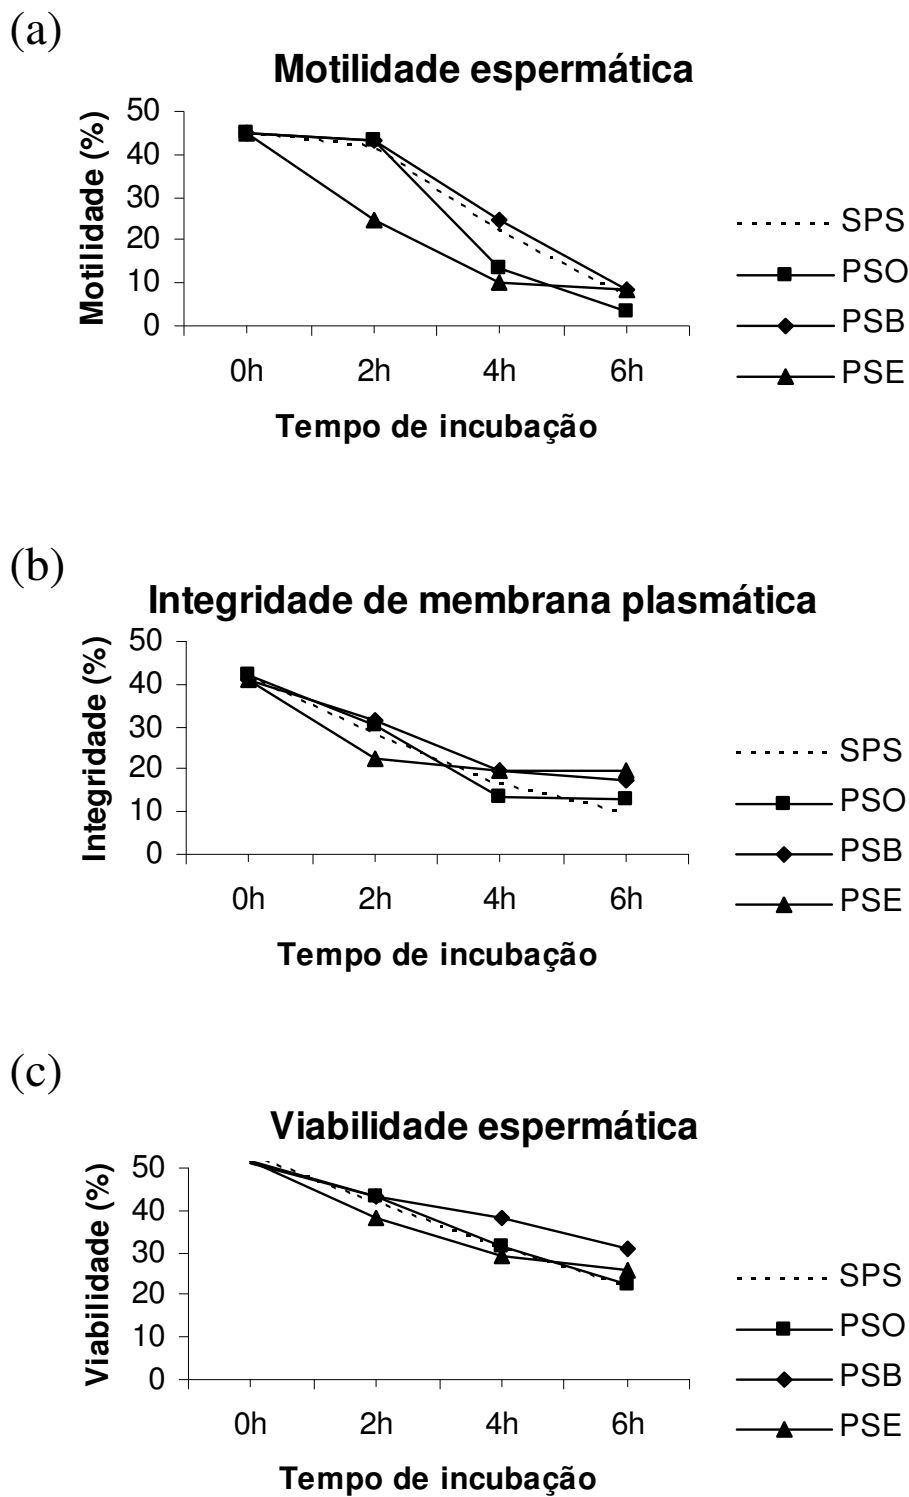 (a)
Motilidade espermática
Motilidade (%)
50
40
30
20
10
0
0h 2h 4h 6h
Tempo de incubação
SPS
PSO
PSB
PSE
(b)
Integridade de membrana plasmática
Integridade (%)
50
40
30
20
10
0
0h 2h 4h 6h
Tempo de incubação
SPS
PSO
PSB
PSE
(c)
Viabilidade espermática
Viabilidade (%)
50
40
30
20
10
0
0h 2h 4h 6h
Tempo de incubação
SPS
PSO
PSB
PSE